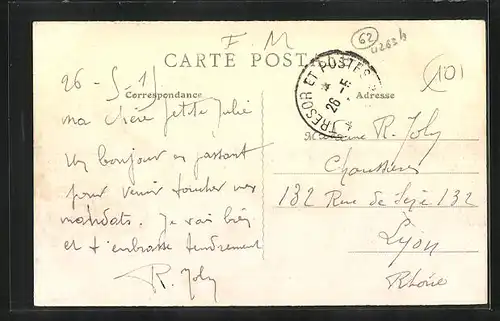 F. M
62
4263 b
CARTE POSTALE
101
26 - 5 - 15
TRESOR ET POSTES
* 26 -5 *
Correspondance
Adresse
ma chère petite Julie
Madame R. Joly
Un bonjour en passant
Chaussures
pour venir toucher mes
132 Rue de Sèze 132
mandats. Je vais bien
Lyon
et t'embrasse tendrement
Rhône
R. Joly